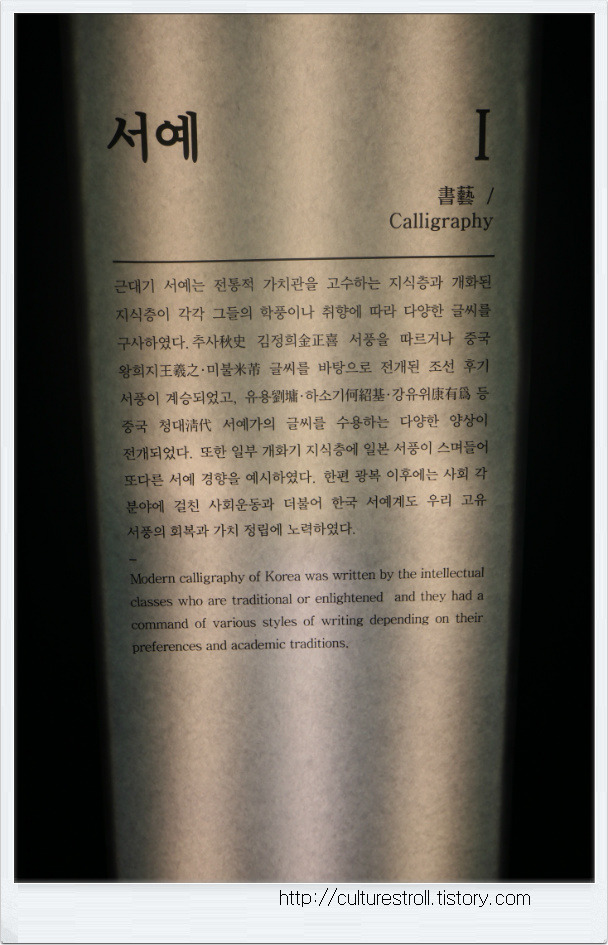 서예 I
書藝 /
Calligraphy
근대기 서예는 전통적 가치관을 고수하는 지식층과 개화된
지식층이 각각 그들의 학풍이나 취향에 따라 다양한 글씨를
구사하였다. 추사秋史 김정희金正喜 서풍을 따르거나 중국
왕희지王羲之·미불米芾 글씨를 바탕으로 전개된 조선 후기
서풍이 계승되었고, 유용劉墉·하소기何紹基·강유위康有爲 등
중국 청대淸代 서예가의 글씨를 수용하는 다양한 양상이
전개되었다. 또한 일부 개화기 지식층에 일본 서풍이 스며들어
또다른 서예 경향을 예시하였다. 한편 광복 이후에는 사회 각
분야에 걸친 사회운동과 더불어 한국 서예계도 우리 고유
서풍의 회복과 가치 정립에 노력하였다.
~
Modern calligraphy of Korea was written by the intellectual
classes who are traditional or enlightened and they had a
command of various styles of writing depending on their
preferences and academic traditions.
http://culturestroll.tistory.com